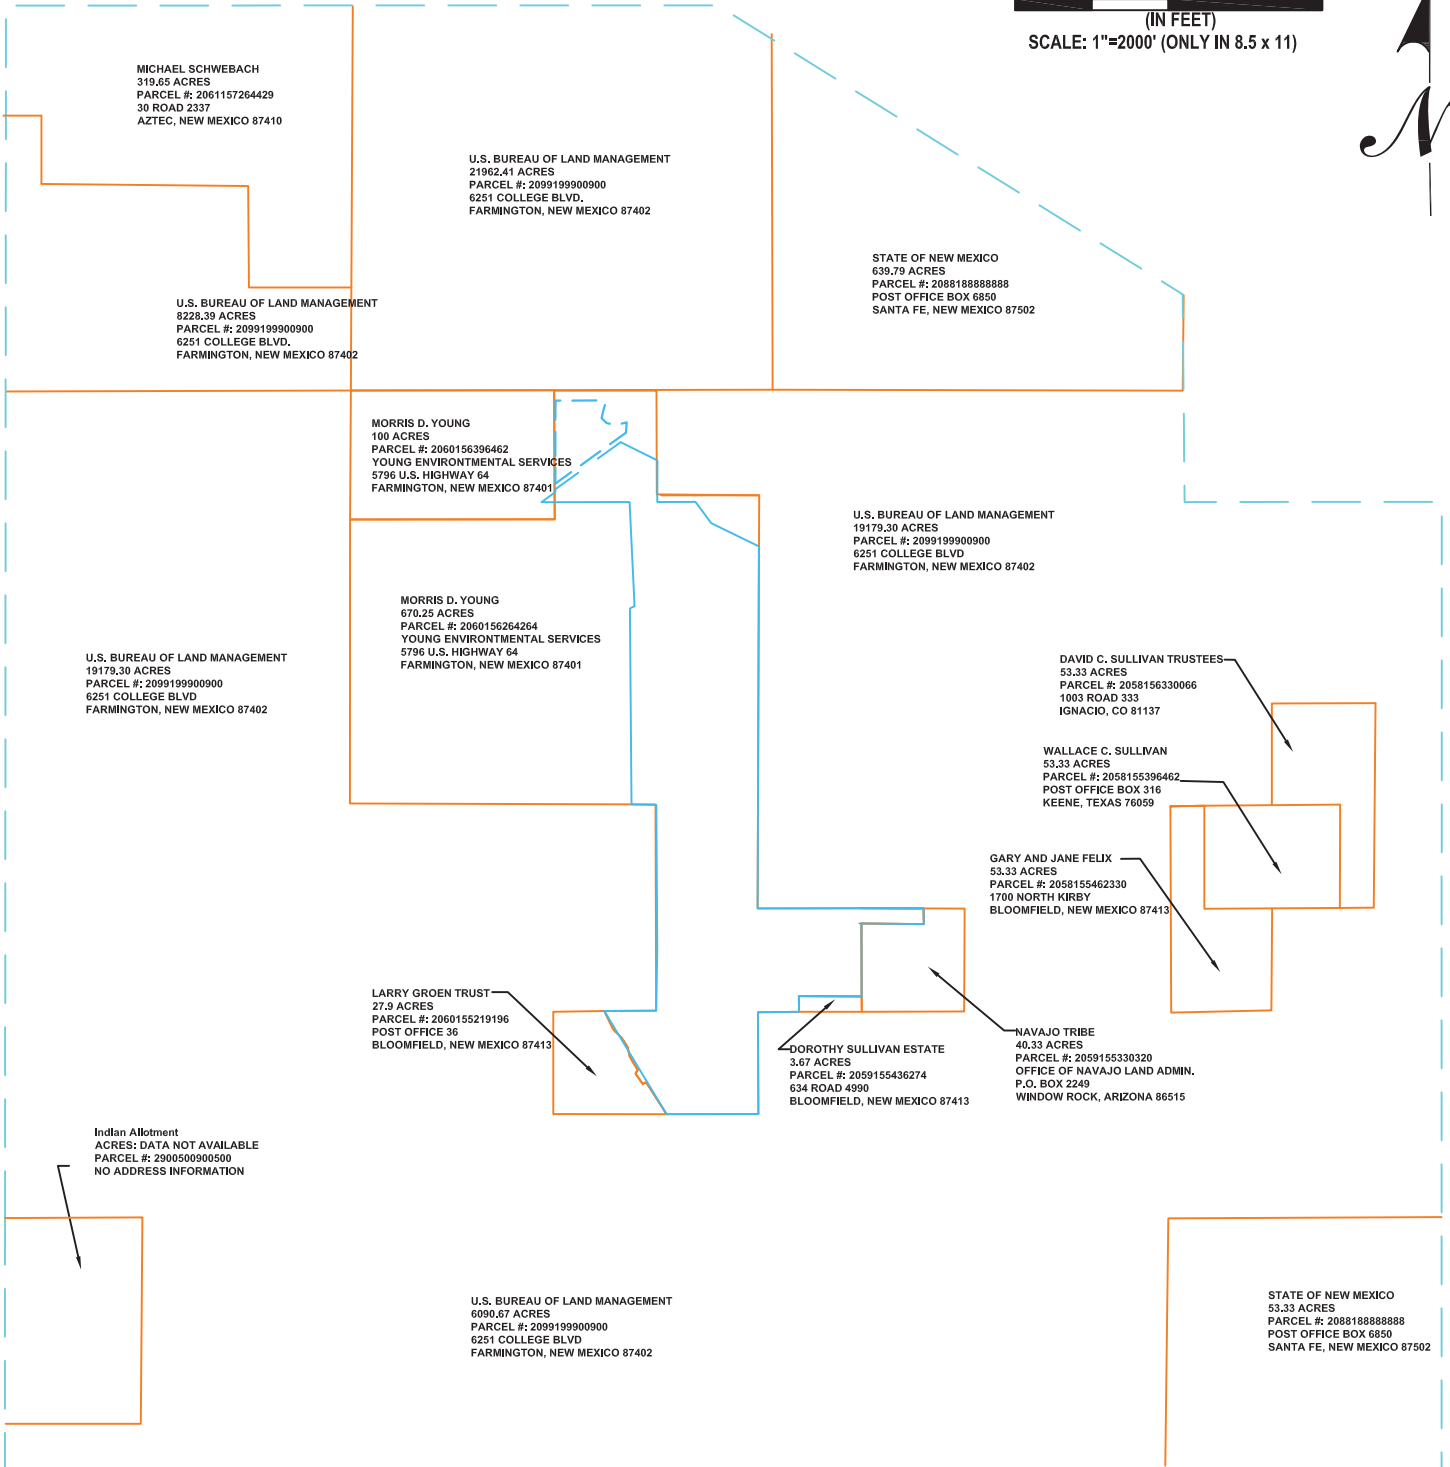 (IN FEET)
SCALE: 1"=2000' (ONLY IN 8.5 x 11)
N
MICHAEL SCHWEBACH
319.65 ACRES
PARCEL #: 2061157264429
30 ROAD 2337
AZTEC, NEW MEXICO 87410
U.S. BUREAU OF LAND MANAGEMENT
21962.41 ACRES
PARCEL #: 2099199900900
6251 COLLEGE BLVD.
FARMINGTON, NEW MEXICO 87402
STATE OF NEW MEXICO
639.79 ACRES
PARCEL #: 2088188888888
POST OFFICE BOX 6850
SANTA FE, NEW MEXICO 87502
U.S. BUREAU OF LAND MANAGEMENT
8228.39 ACRES
PARCEL #: 2099199900900
6251 COLLEGE BLVD.
FARMINGTON, NEW MEXICO 87402
MORRIS D. YOUNG
100 ACRES
PARCEL #: 2060156396462
YOUNG ENVIRONTMENTAL SERVICES
5796 U.S. HIGHWAY 64
FARMINGTON, NEW MEXICO 87401
U.S. BUREAU OF LAND MANAGEMENT
19179.30 ACRES
PARCEL #: 2099199900900
6251 COLLEGE BLVD
FARMINGTON, NEW MEXICO 87402
MORRIS D. YOUNG
670.25 ACRES
PARCEL #: 2060156264264
YOUNG ENVIRONTMENTAL SERVICES
5796 U.S. HIGHWAY 64
FARMINGTON, NEW MEXICO 87401
U.S. BUREAU OF LAND MANAGEMENT
19179.30 ACRES
PARCEL #: 2099199900900
6251 COLLEGE BLVD
FARMINGTON, NEW MEXICO 87402
DAVID C. SULLIVAN TRUSTEES
53.33 ACRES
PARCEL #: 2058156330066
1003 ROAD 333
IGNACIO, CO 81137
WALLACE C. SULLIVAN
53.33 ACRES
PARCEL #: 2058155396462
POST OFFICE BOX 316
KEENE, TEXAS 76059
GARY AND JANE FELIX
53.33 ACRES
PARCEL #: 2058155462330
1700 NORTH KIRBY
BLOOMFIELD, NEW MEXICO 87413
LARRY GROEN TRUST
27.9 ACRES
PARCEL #: 2060155219196
POST OFFICE 36
BLOOMFIELD, NEW MEXICO 87413
DOROTHY SULLIVAN ESTATE
3.67 ACRES
PARCEL #: 2059155436274
634 ROAD 4990
BLOOMFIELD, NEW MEXICO 87413
NAVAJO TRIBE
40.33 ACRES
PARCEL #: 2059155330320
OFFICE OF NAVAJO LAND ADMIN.
P.O. BOX 2249
WINDOW ROCK, ARIZONA 86515
Indian Allotment
ACRES: DATA NOT AVAILABLE
PARCEL #: 2900500900500
NO ADDRESS INFORMATION
U.S. BUREAU OF LAND MANAGEMENT
6090.67 ACRES
PARCEL #: 2099199900900
6251 COLLEGE BLVD
FARMINGTON, NEW MEXICO 87402
STATE OF NEW MEXICO
53.33 ACRES
PARCEL #: 2088188888888
POST OFFICE BOX 6850
SANTA FE, NEW MEXICO 87502